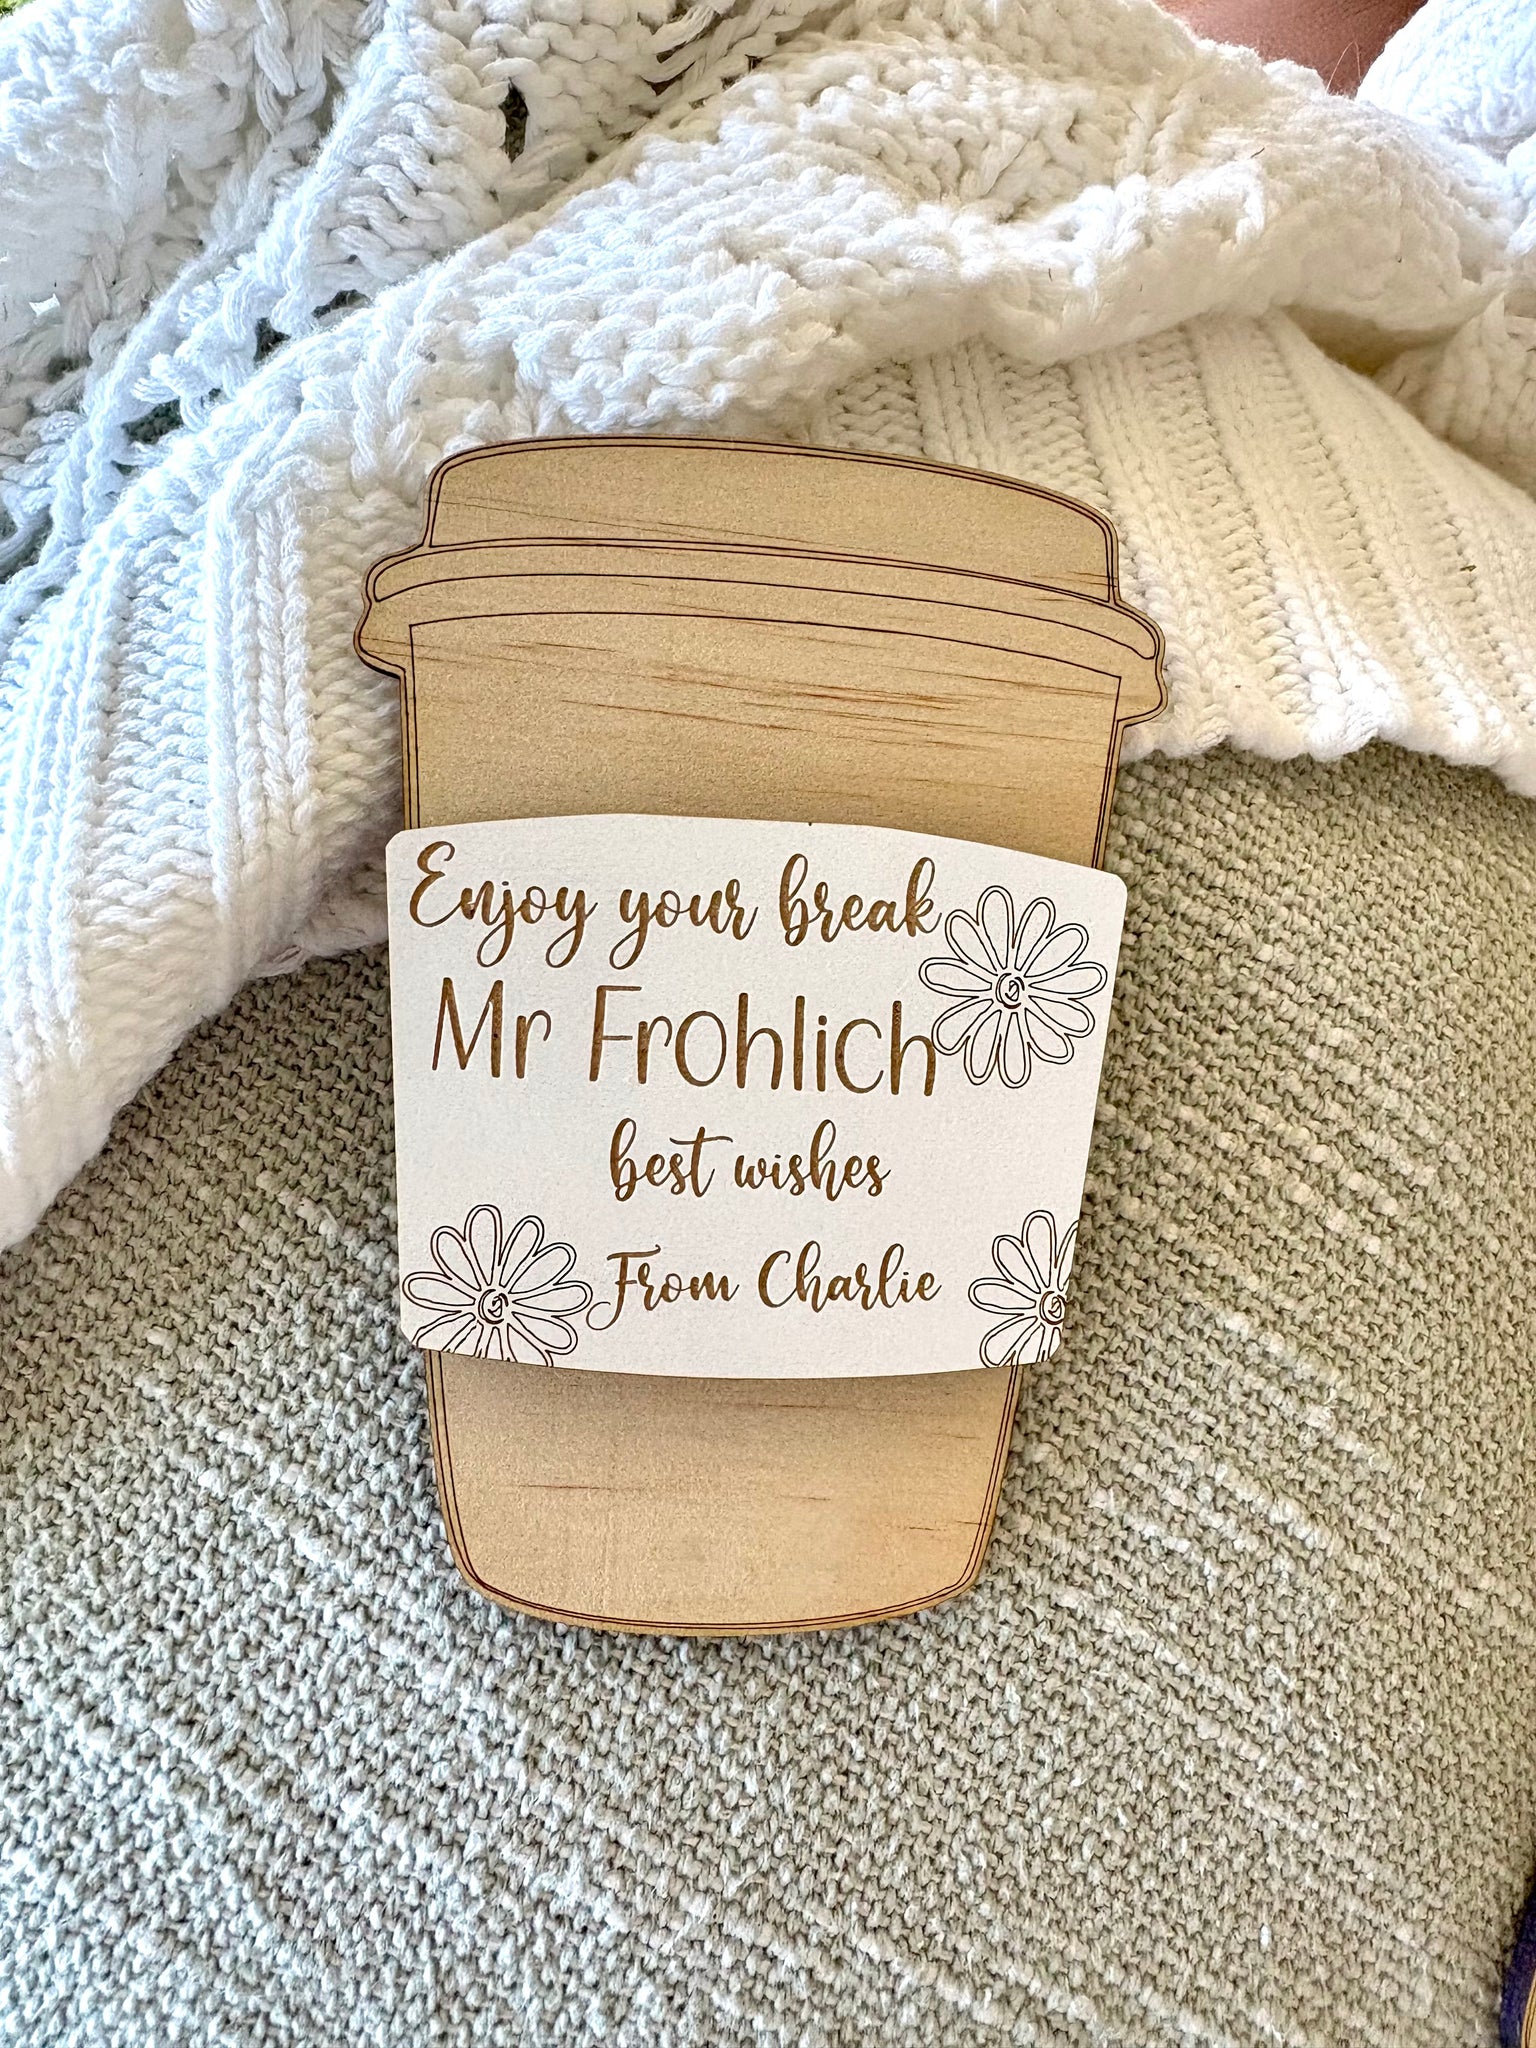 Enjoy your break
Mr Frohlich
best wishes
From Charlie